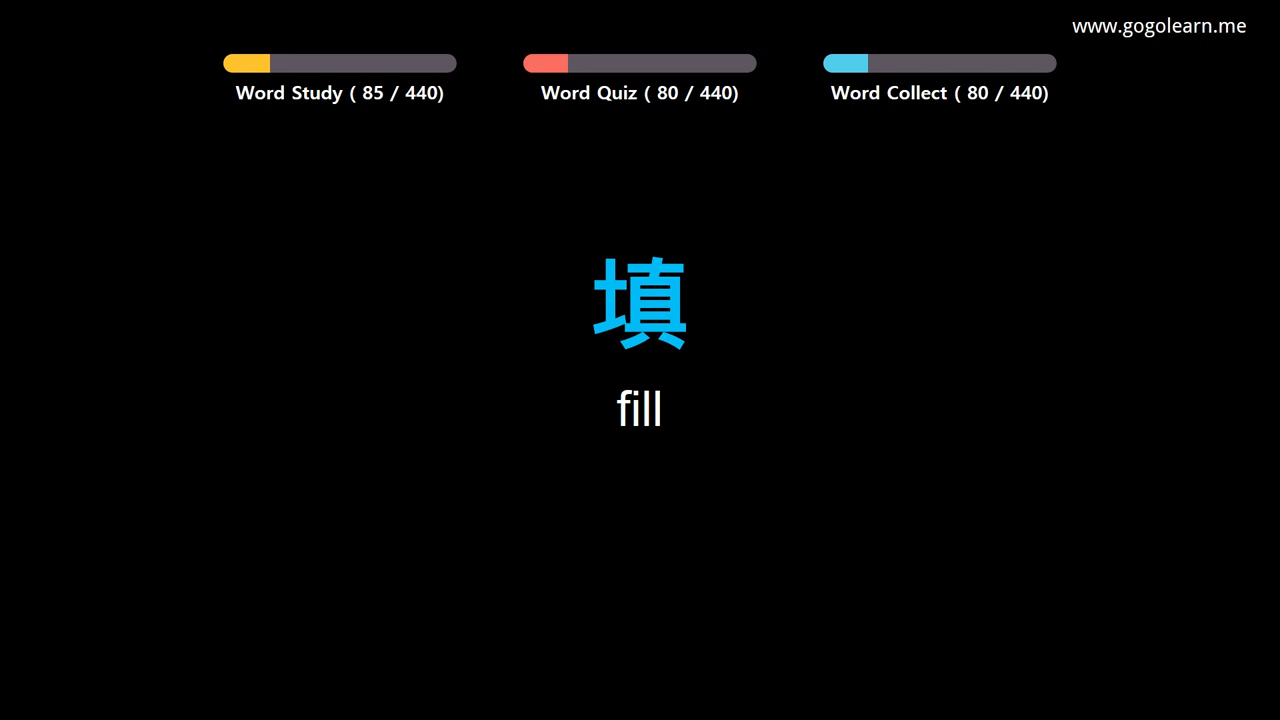 www.gogolearn.me
Word Study ( 85 / 440)
Word Quiz ( 80 / 440)
Word Collect ( 80 / 440)
填
fill